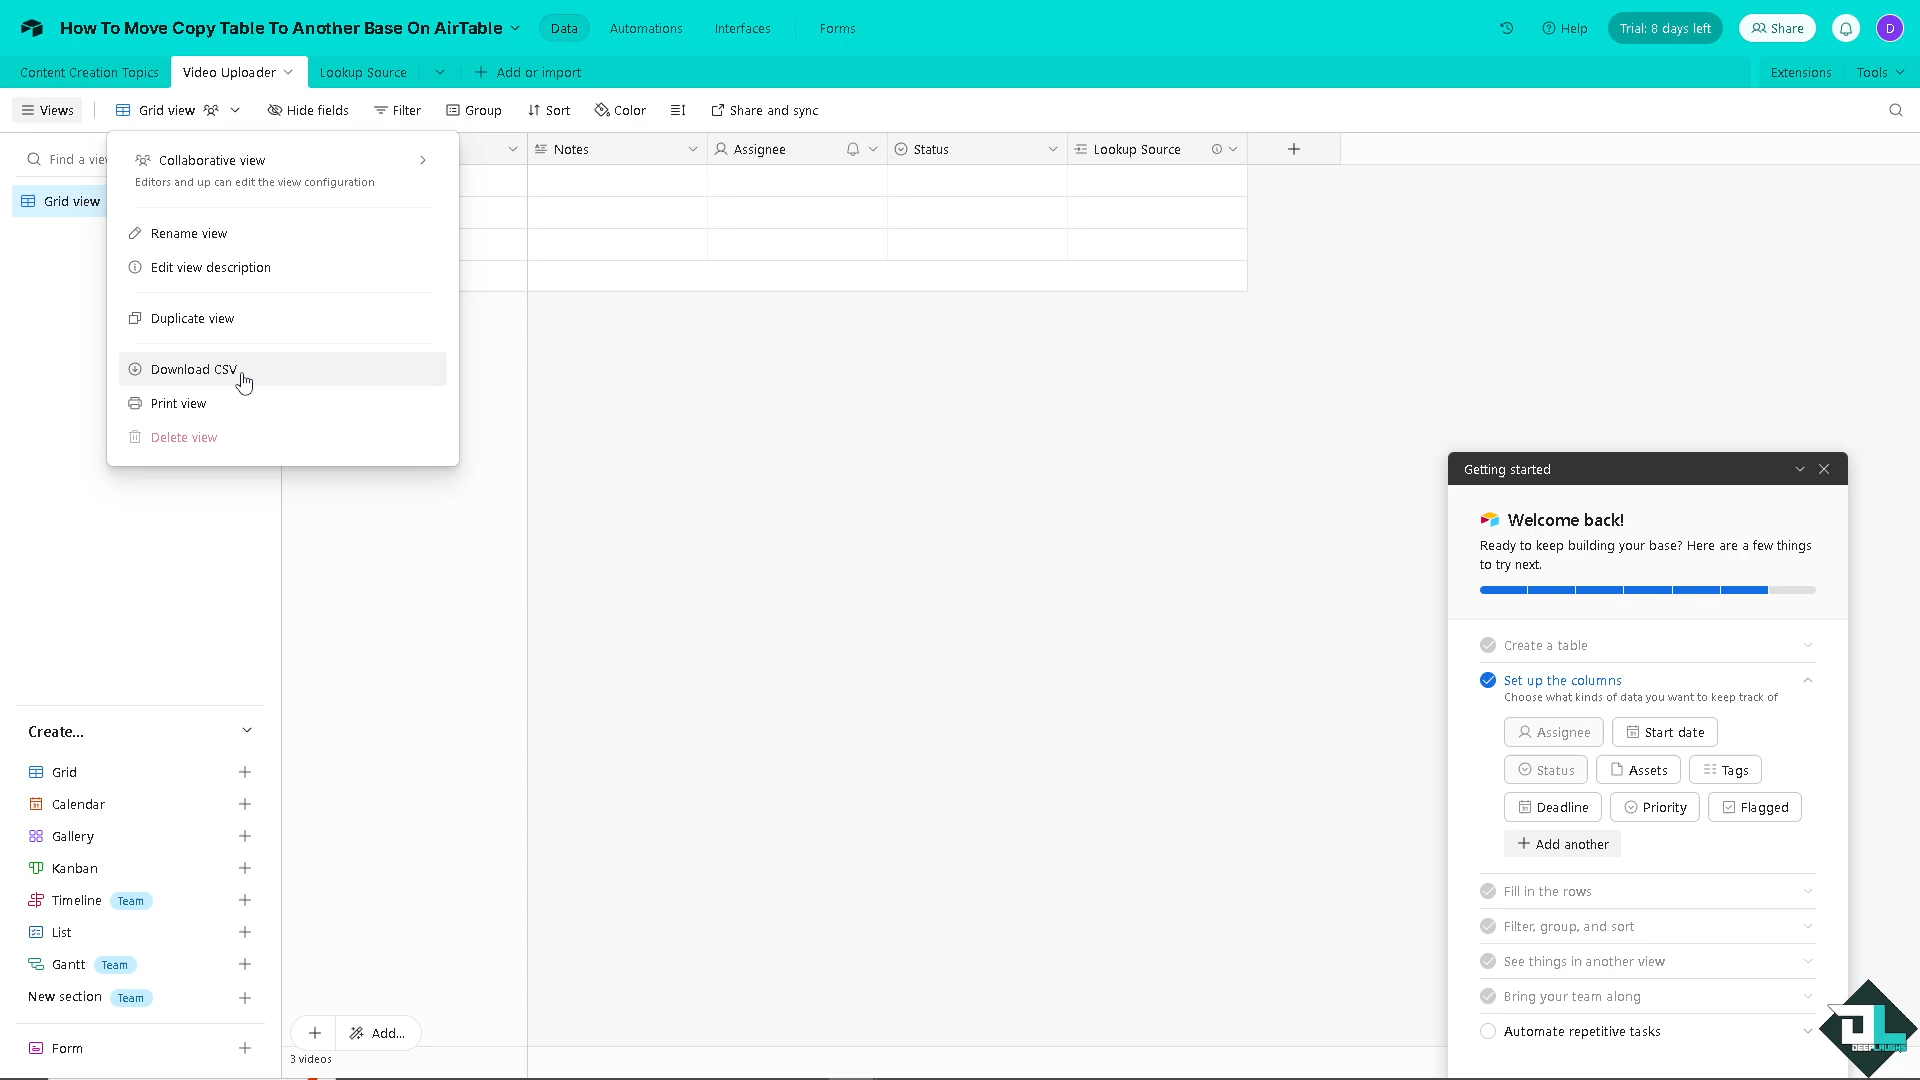 How To Move Copy Table To Another Base On AirTable
Data
Automations
Interfaces
Forms
Help
Trial: 8 days left
Share
D
Content Creation Topics
Video Uploader
Lookup Source
Add or import
Extensions
Tools
Views
Grid view
Hide fields
Filter
Group
Sort
Color
Share and sync
Find a vie
Grid view
Collaborative view
Editors and up can edit the view configuration
Rename view
Edit view description
Duplicate view
Download CSV
Print view
Delete view
Notes
Assignee
Status
Lookup Source
Create...
Grid
Calendar
Gallery
Kanban
Timeline Team
List
Gantt Team
New section Team
Form
Add...
3 videos
Getting started
Welcome back!
Ready to keep building your base? Here are a few things
to try next.
Create a table
Set up the columns
Choose what kinds of data you want to keep track of
Assignee
Start date
Status
Assets
Tags
Deadline
Priority
Flagged
Add another
Fill in the rows
Filter, group, and sort
See things in another view
Bring your team along
Automate repetitive tasks
DEEPLAUGHS